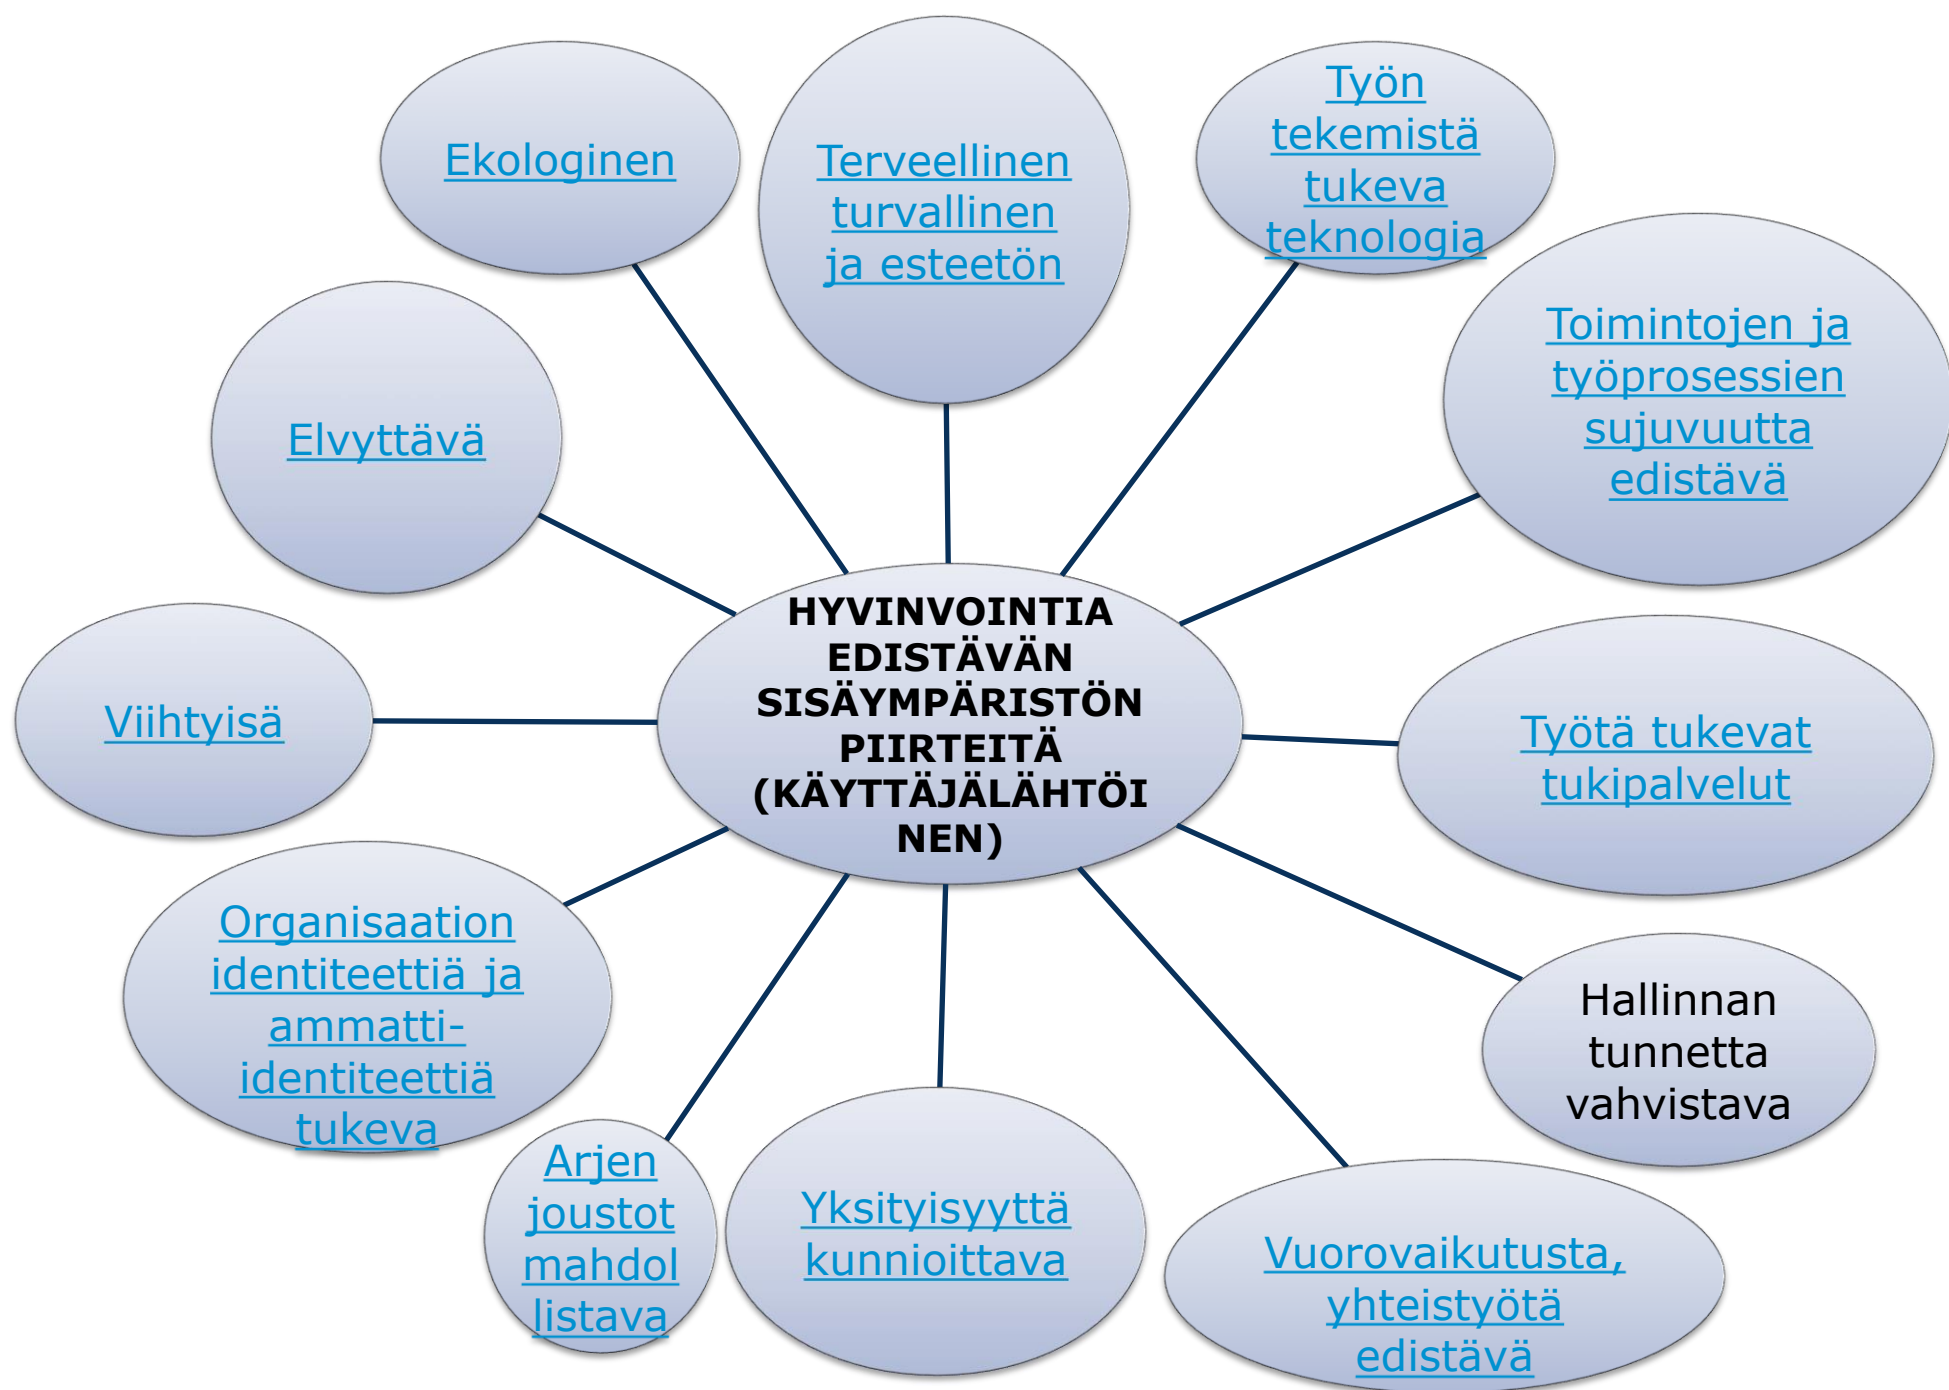 Ekologinen
Terveellinen
turvallinen
ja esteetön
Työn
tekemistä
tukeva
teknologia
Toimintojen ja
työprosessien
sujuvuutta
edistävä
Elvyttävä
HYVINVOINTIA
EDISTÄVÄN
SISÄYMPÄRISTÖN
PIIRTEITÄ
(KÄYTTÄJÄLÄHTÖI
NEN)
Viihtyisä
Työtä tukevat
tukipalvelut
Organisaation
identiteettiä ja
ammatti-
identiteettiä
tukeva
Hallinnan
tunnetta
vahvistava
Arjen
joustot
mahdol
listava
Yksityisyyttä
kunnioittava
Vuorovaikutusta,
yhteistyötä
edistävä